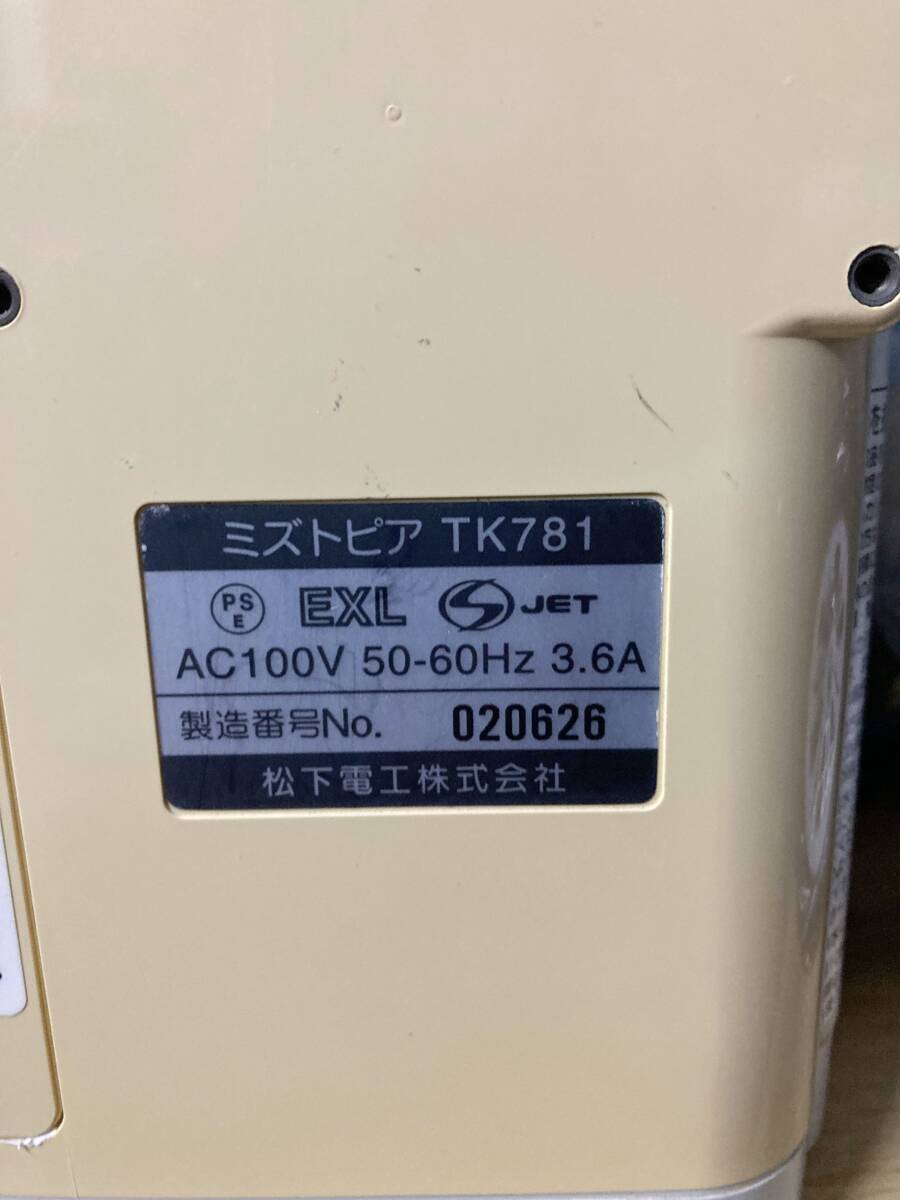 ミズトピア TK781
PS E EXL S JET
AC100V 50-60Hz 3.6A
製造番号No. 020626
松下電工株式会社